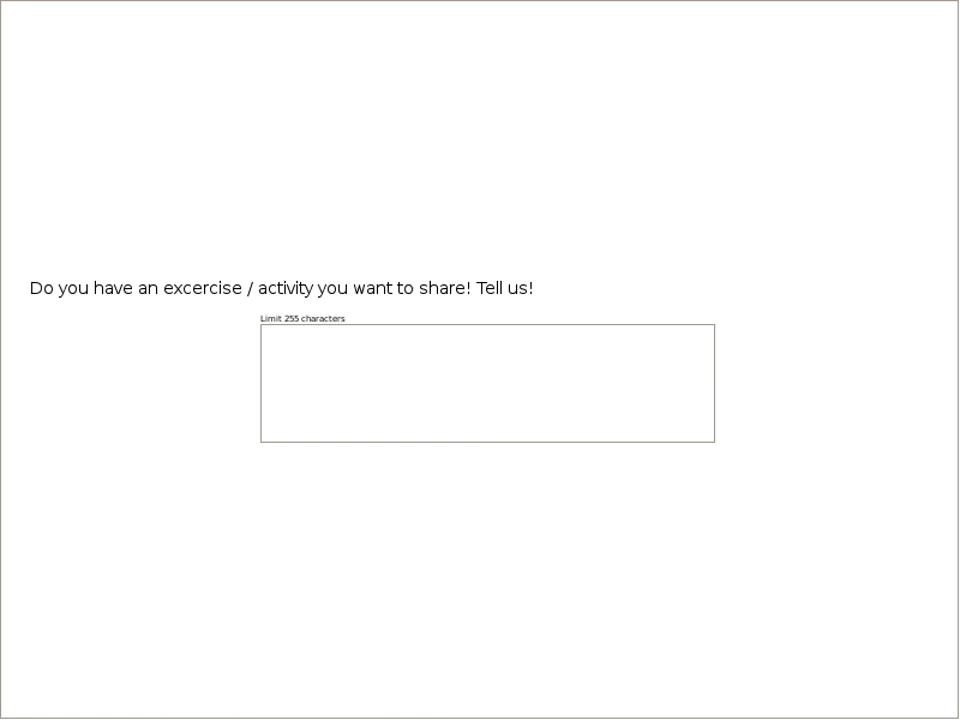 Do you have an excercise / activity you want to share! Tell us!
Limit 255 characters